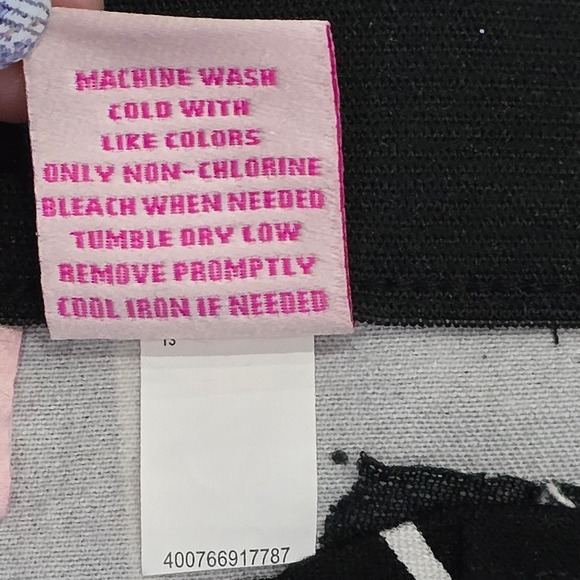 MACHINE WASH
COLD WITH
LIKE COLORS
ONLY NON-CHLORINE
BLEACH WHEN NEEDED
TUMBLE DRY LOW
REMOVE PROMPTLY
COOL IRON IF NEEDED
400766917787